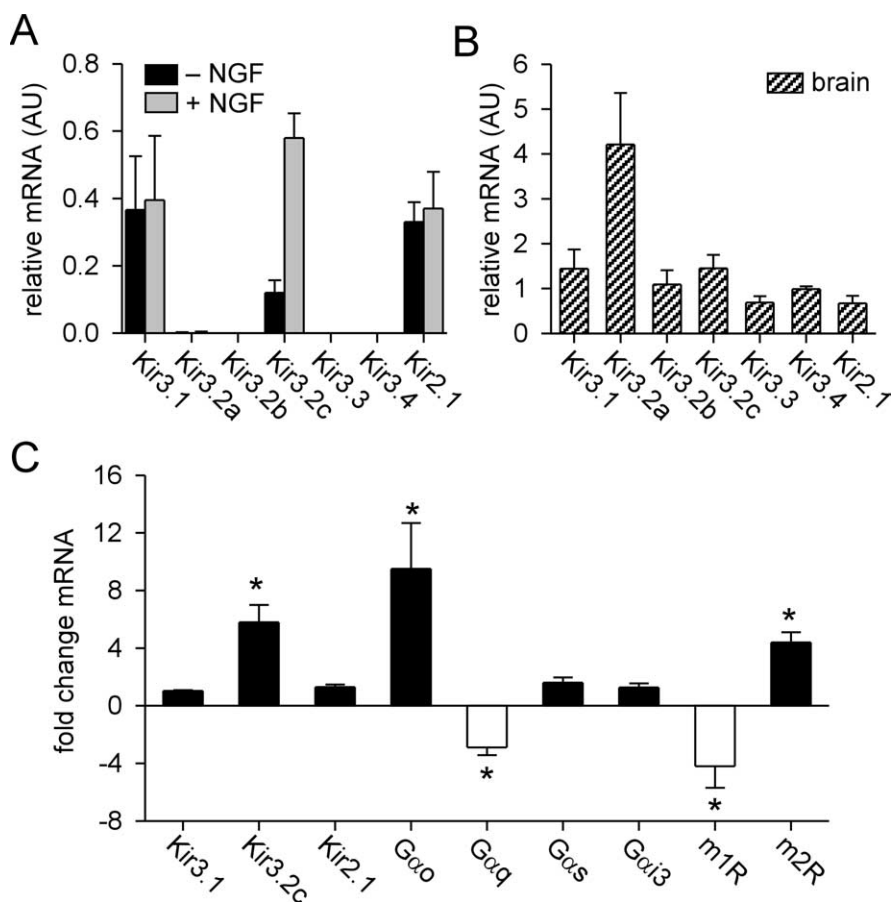 A
relative mRNA (AU)
0.8
0.6
0.4
0.2
0.0
– NGF
+ NGF
Kir3.1
Kir3.2a
Kir3.2b
Kir3.2c
Kir3.3
Kir3.4
Kir2.1
B
relative mRNA (AU)
6
5
4
3
2
1
0
brain
Kir3.1
Kir3.2a
Kir3.2b
Kir3.2c
Kir3.3
Kir3.4
Kir2.1
C
fold change mRNA
16
12
8
4
0
-4
-8
*
*
*
*
*
Kir3.1
Kir3.2c
Kir2.1
Gαo
Gαq
Gαs
Gαi3
m1R
m2R